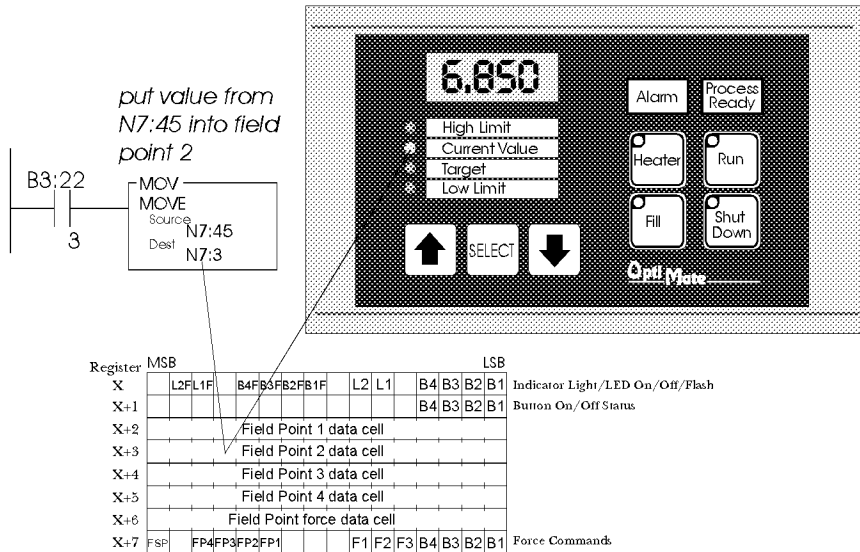 put value from
N7:45 into field
point 2
B3:22
3
MOV
MOVE
Source
N7:45
Dest
N7:3
6.850
High Limit
Current Value
Target
Low Limit
SELECT
Alarm
Process
Ready
Heater
Run
Fill
Shut
Down
Opti Mate
Register MSB LSB
X L2F L1F B4F B3F B2F B1F L2 L1 B4 B3 B2 B1 Indicator Light/LED On/Off/Flash
X+1 B4 B3 B2 B1 Button On/Off Status
X+2 Field Point 1 data cell
X+3 Field Point 2 data cell
X+4 Field Point 3 data cell
X+5 Field Point 4 data cell
X+6 Field Point force data cell
X+7 FSP FP4 FP3 FP2 FP1 F1 F2 F3 B4 B3 B2 B1 Force Commands